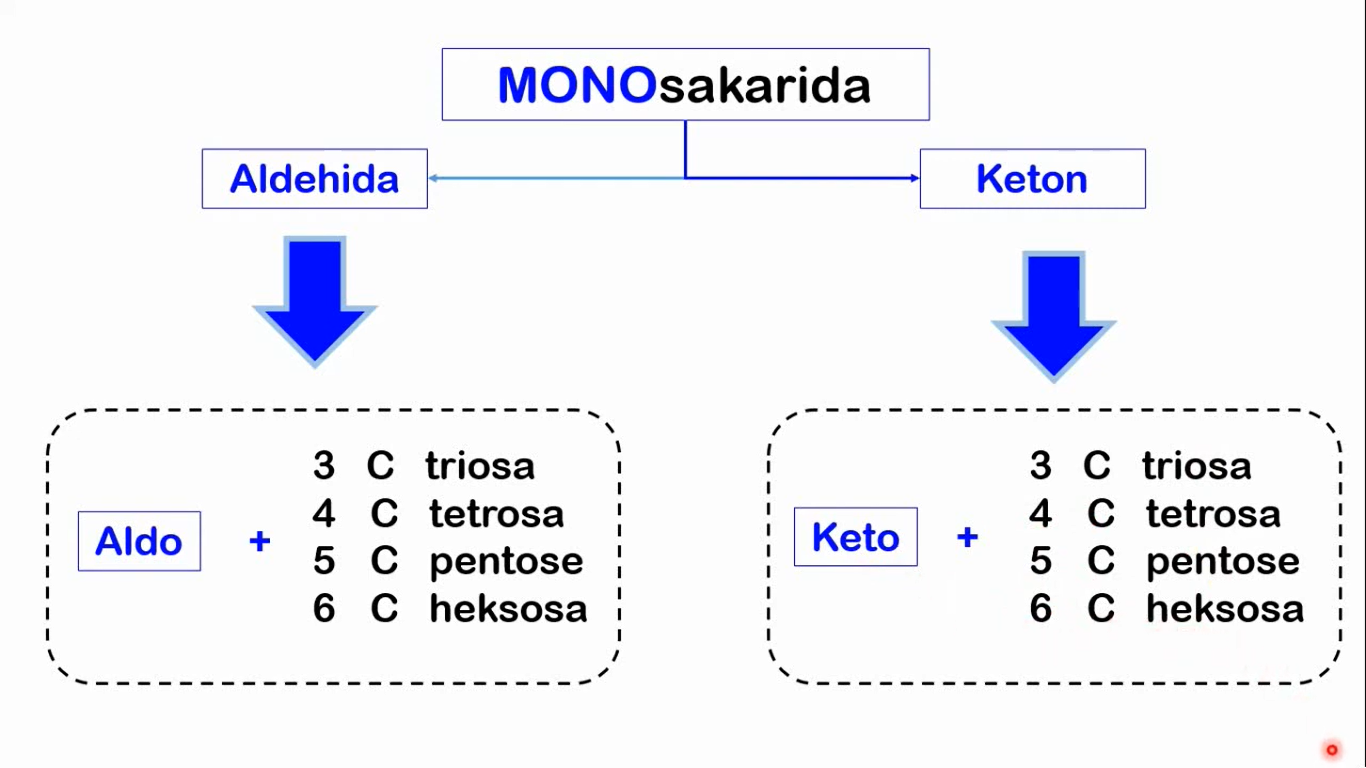 MONOsakarida
Aldehida
Keton
Aldo +
3 C triosa
4 C tetrosa
5 C pentose
6 C heksosa
Keto +
3 C triosa
4 C tetrosa
5 C pentose
6 C heksosa